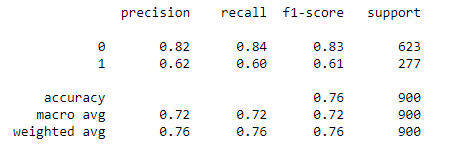 precision recall f1-score support
0 0.82 0.84 0.83 623
1 0.62 0.60 0.61 277
accuracy 0.76 900
macro avg 0.72 0.72 0.72 900
weighted avg 0.76 0.76 0.76 900